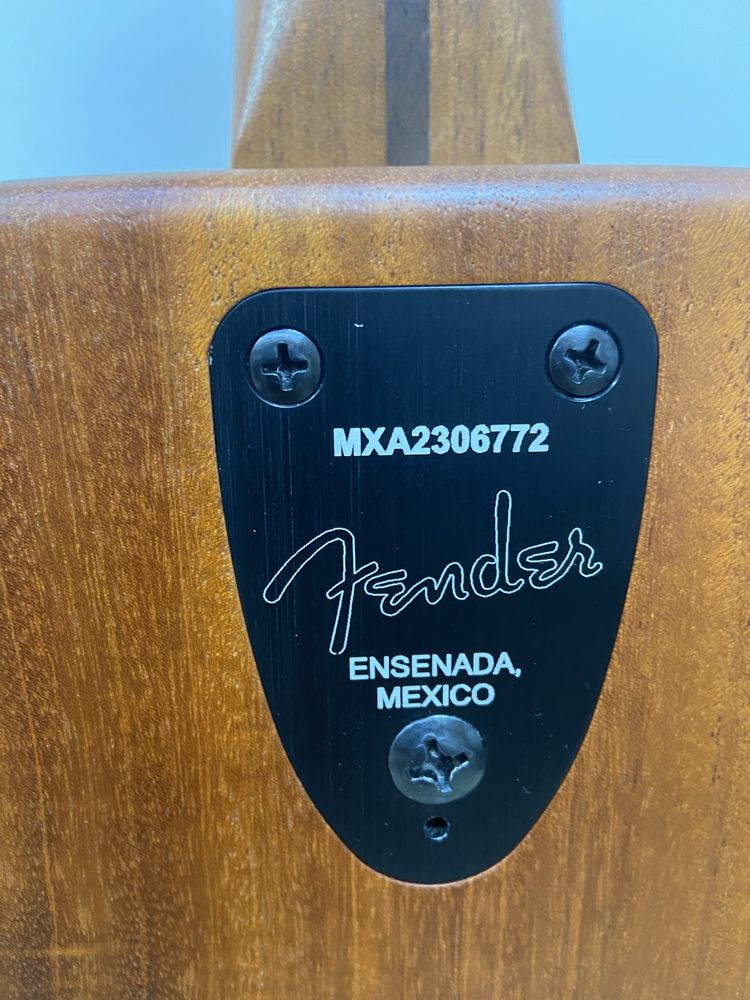 MXA2306772
Fender
ENSENADA,
MEXICO